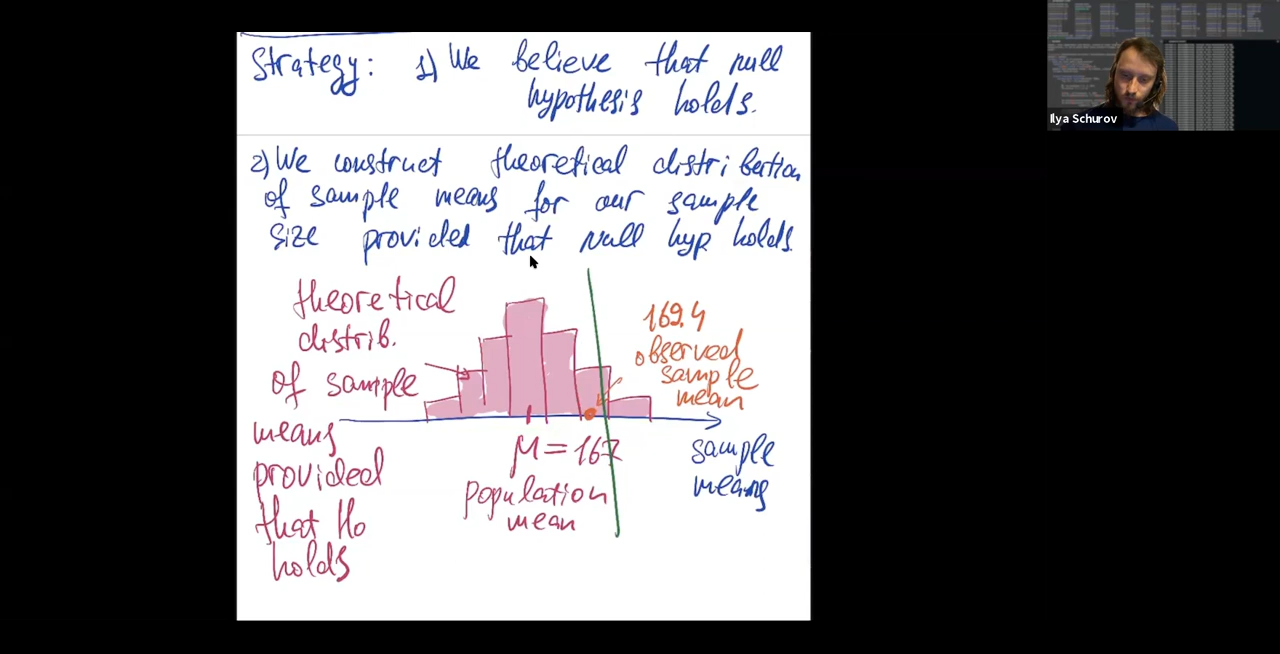 Strategy: 1) We believe that null
hypothesis holds.
2) We construct theoretical distribution
of sample means for our sample
size provided that null hyp holds.
theoretical
distrib.
of sample
means
provided
that H0
holds
169.4
observed
sample
mean
M = 167
population
mean
sample
means
Ilya Schurov